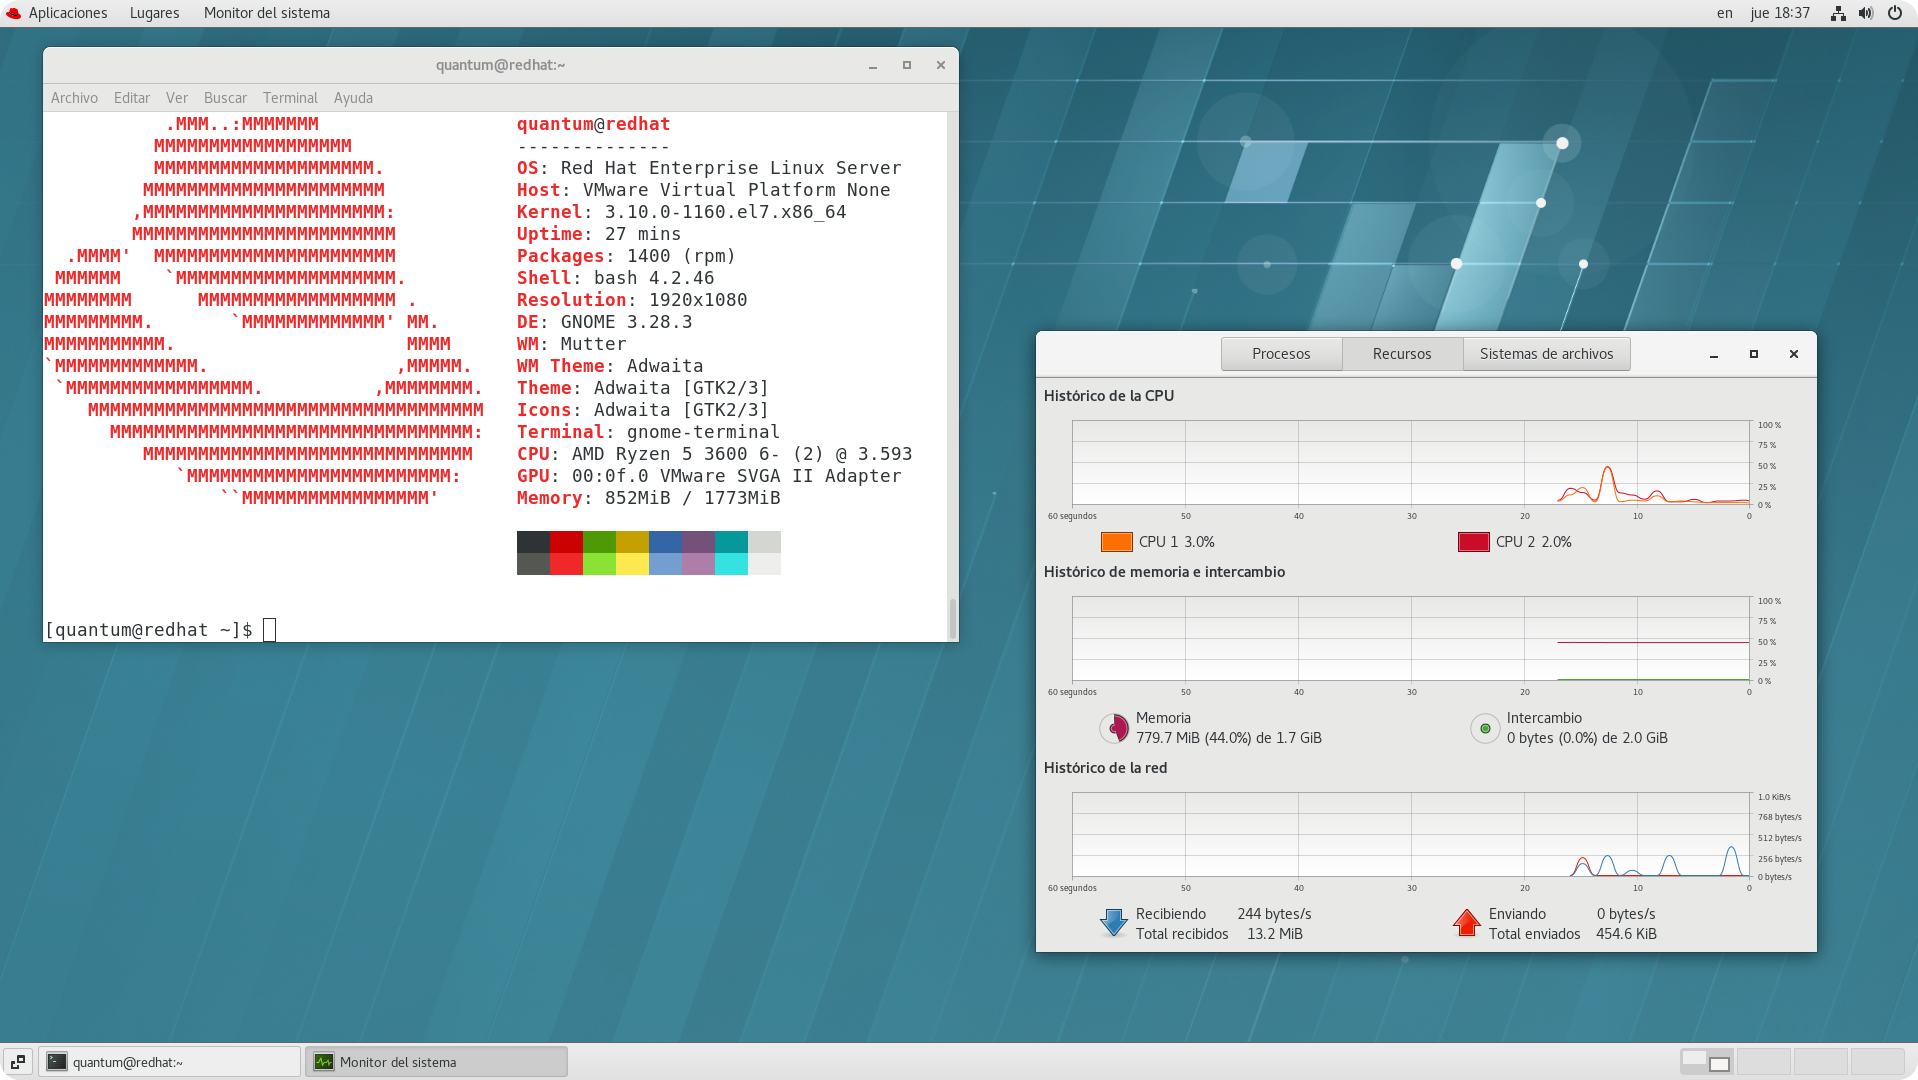 Aplicaciones Lugares Monitor del sistema en jue 18:37
quantum@redhat:~
Archivo Editar Ver Buscar Terminal Ayuda
.MMM..:MMMMMMM quantum@redhat
MMMMMMMMMMMMMMMMMM --------------
MMMMMMMMMMMMMMMMMMMM. OS: Red Hat Enterprise Linux Server
MMMMMMMMMMMMMMMMMMMMMM Host: VMware Virtual Platform None
,MMMMMMMMMMMMMMMMMMMMMM: Kernel: 3.10.0-1160.el7.x86_64
MMMMMMMMMMMMMMMMMMMMMMMM Uptime: 27 mins
.MMMM' MMMMMMMMMMMMMMMMMMMMMM Packages: 1400 (rpm)
MMMMMM `MMMMMMMMMMMMMMMMMMMM. Shell: bash 4.2.46
MMMMMMMM MMMMMMMMMMMMMMMMMM . Resolution: 1920x1080
MMMMMMMMM. `MMMMMMMMMMMMM' MM. DE: GNOME 3.28.3
MMMMMMMMMMM. MMMM WM: Mutter
`MMMMMMMMMMMMM. ,MMMMM. WM Theme: Adwaita
`MMMMMMMMMMMMMMMMM. ,MMMMMMMM. Theme: Adwaita [GTK2/3]
MMMMMMMMMMMMMMMMMMMMMMMMMMMMMMMMMMMM Icons: Adwaita [GTK2/3]
MMMMMMMMMMMMMMMMMMMMMMMMMMMMMMMMM: Terminal: gnome-terminal
MMMMMMMMMMMMMMMMMMMMMMMMMMMMMM CPU: AMD Ryzen 5 3600 6- (2) @ 3.593
`MMMMMMMMMMMMMMMMMMMMMMMM: GPU: 00:0f.0 VMware SVGA II Adapter
``MMMMMMMMMMMMMMMMM' Memory: 852MiB / 1773MiB
[quantum@redhat ~]$
Procesos Recursos Sistemas de archivos
Histórico de la CPU
100 %
75 %
50 %
25 %
0 %
60 segundos 50 40 30 20 10 0
CPU 1 3.0% CPU 2 2.0%
Histórico de memoria e intercambio
100 %
75 %
50 %
25 %
0 %
60 segundos 50 40 30 20 10 0
Memoria Intercambio
779.7 MiB (44.0%) de 1.7 GiB 0 bytes (0.0%) de 2.0 GiB
Histórico de la red
1.0 KiB/s
768 bytes/s
512 bytes/s
256 bytes/s
0 bytes/s
60 segundos 50 40 30 20 10 0
Recibiendo 244 bytes/s Enviando 0 bytes/s
Total recibidos 13.2 MiB Total enviados 454.6 KiB
quantum@redhat:~ Monitor del sistema